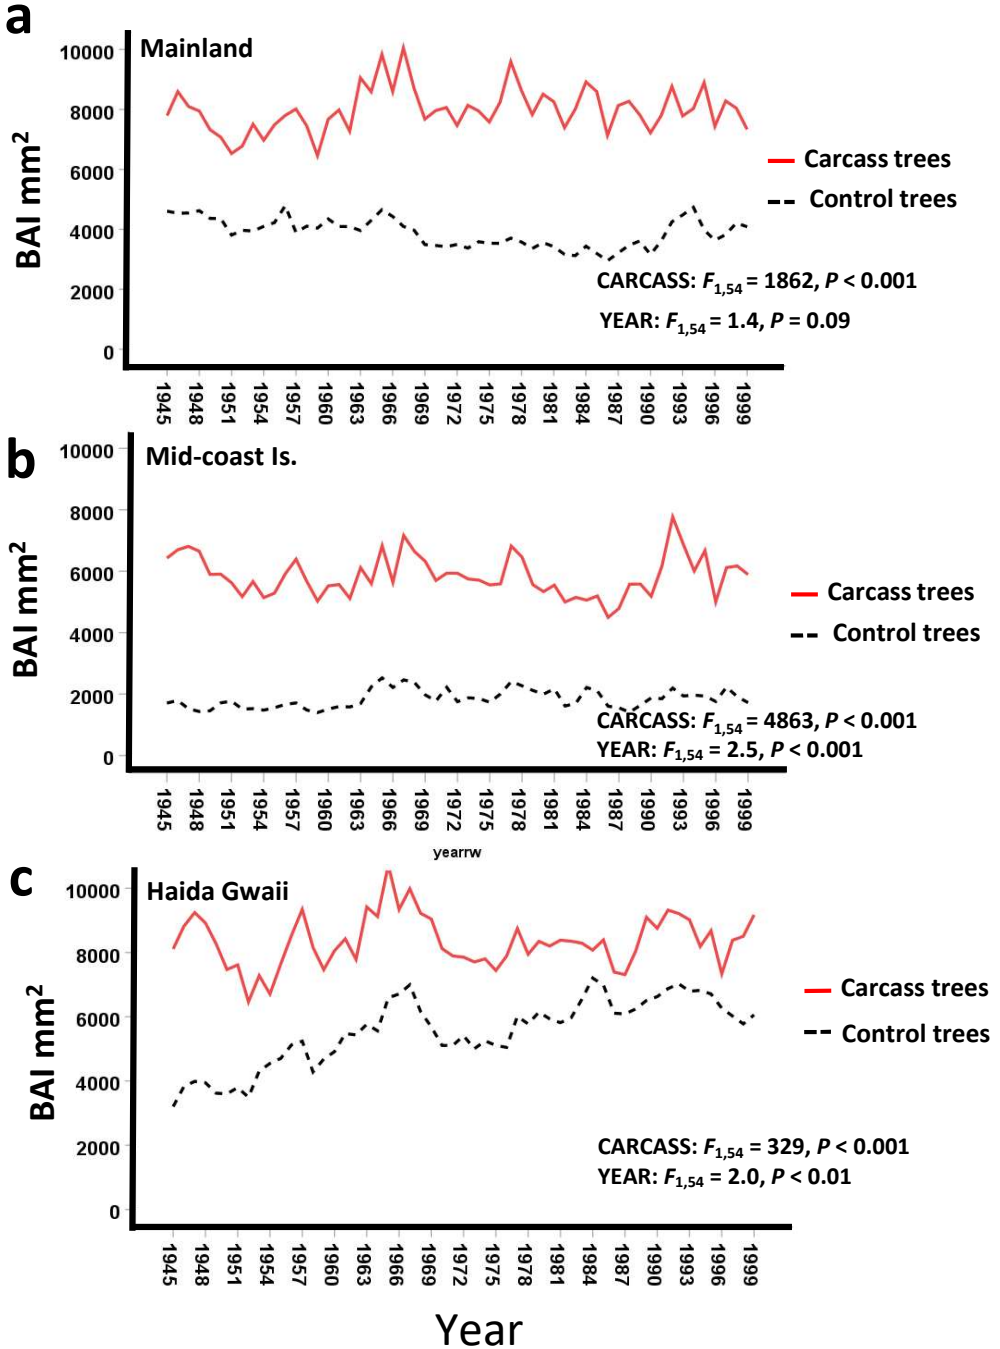 a
Mainland
BAI mm²
10000
8000
6000
4000
2000
0
Carcass trees
Control trees
CARCASS: F1,54 = 1862, P < 0.001
YEAR: F1,54 = 1.4, P = 0.09
1945 1948 1951 1954 1957 1960 1963 1966 1969 1972 1975 1978 1981 1984 1987 1990 1993 1996 1999
b
Mid-coast Is.
BAI mm²
10000
8000
6000
4000
2000
0
Carcass trees
Control trees
CARCASS: F1,54 = 4863, P < 0.001
YEAR: F1,54 = 2.5, P < 0.001
1945 1948 1951 1954 1957 1960 1963 1966 1969 1972 1975 1978 1981 1984 1987 1990 1993 1996 1999
yearrw
c
Haida Gwaii
BAI mm²
10000
8000
6000
4000
2000
0
Carcass trees
Control trees
CARCASS: F1,54 = 329, P < 0.001
YEAR: F1,54 = 2.0, P < 0.01
1945 1948 1951 1954 1957 1960 1963 1966 1969 1972 1975 1978 1981 1984 1987 1990 1993 1996 1999
Year